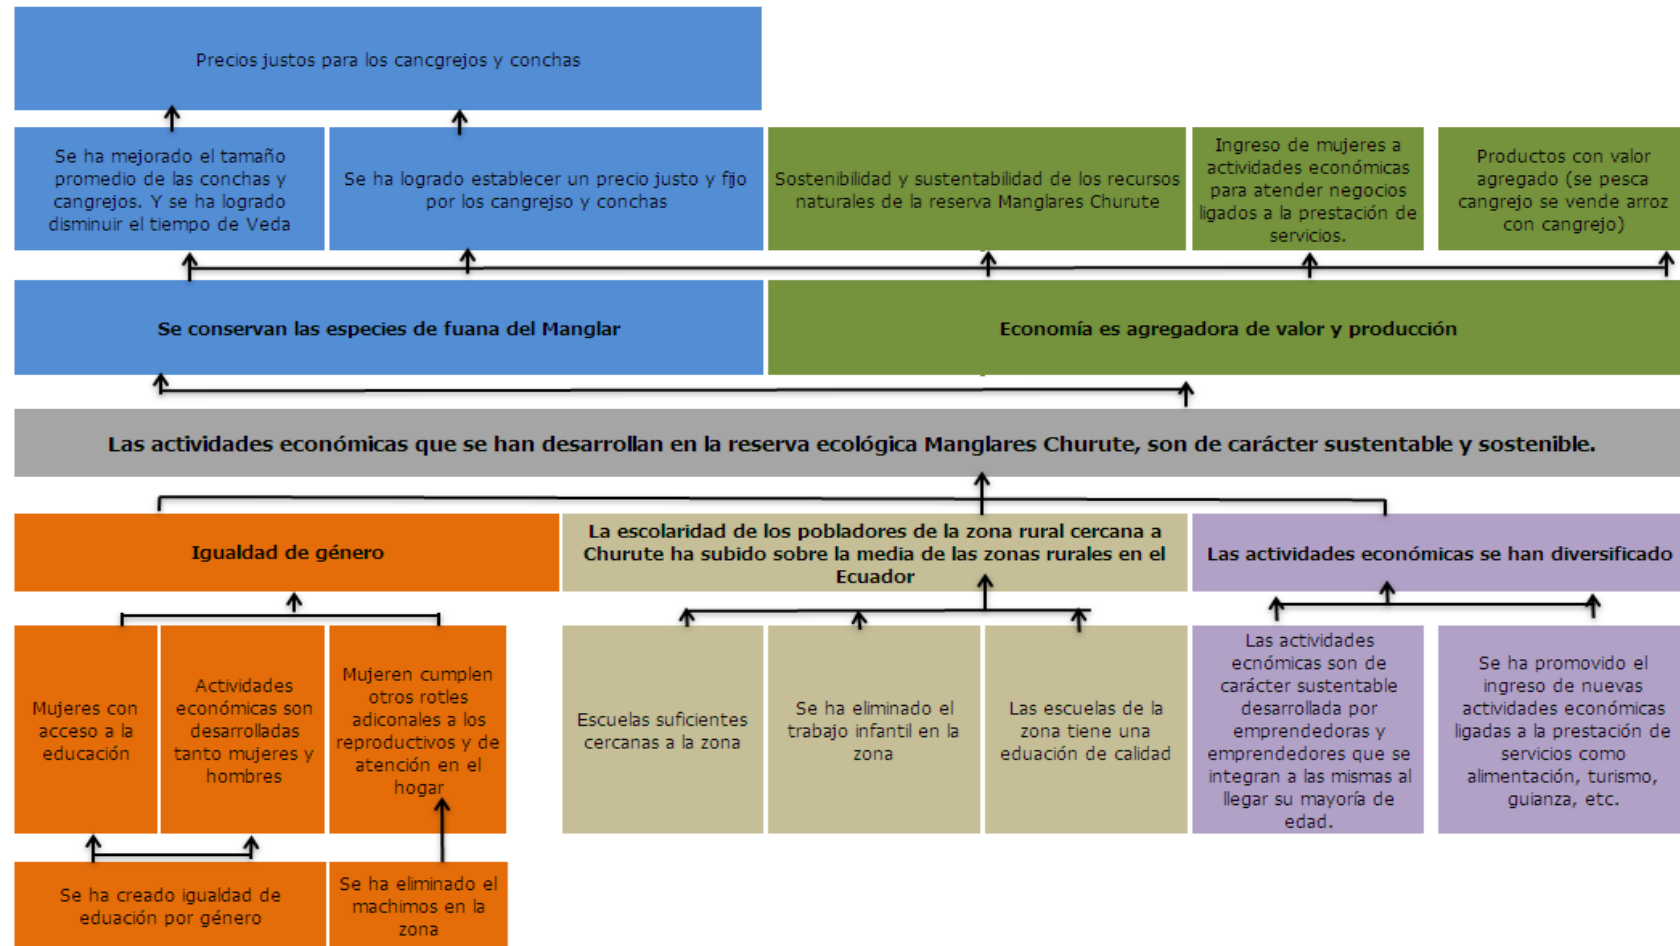 Precios justos para los cancgrejos y conchas
Se ha mejorado el tamaño
promedio de las conchas y
cangrejos. Y se ha logrado
disminuir el tiempo de Veda
Se ha logrado establecer un precio justo y fijo
por los cangrejso y conchas
Sostenibilidad y sustentabilidad de los recursos
naturales de la reserva Manglares Churute
Ingreso de mujeres a
actividades económicas
para atender negocios
ligados a la prestación de
servicios.
Productos con valor
agregado (se pesca
cangrejo se vende arroz
con cangrejo)
Se conservan las especies de fuana del Manglar
Economía es agregadora de valor y producción
Las actividades económicas que se han desarrollan en la reserva ecológica Manglares Churute, son de carácter sustentable y sostenible.
Igualdad de género
La escolaridad de los pobladores de la zona rural cercana a
Churute ha subido sobre la media de las zonas rurales en el
Ecuador
Las actividades económicas se han diversificado
Mujeres con
acceso a la
educación
Actividades
económicas son
desarrolladas
tanto mujeres y
hombres
Mujeren cumplen
otros rotles
adiconales a los
reproductivos y de
atención en el
hogar
Escuelas suficientes
cercanas a la zona
Se ha eliminado el
trabajo infantil en la
zona
Las escuelas de la
zona tiene una
eduación de calidad
Las actividades
ecnómicas son de
carácter sustentable
desarrollada por
emprendedoras y
emprendedores que se
integran a las mismas al
llegar su mayoría de
edad.
Se ha promovido el
ingreso de nuevas
actividades económicas
ligadas a la prestación de
servicios como
alimentación, turismo,
guianza, etc.
Se ha creado igualdad de
eduación por género
Se ha eliminado el
machimos en la
zona